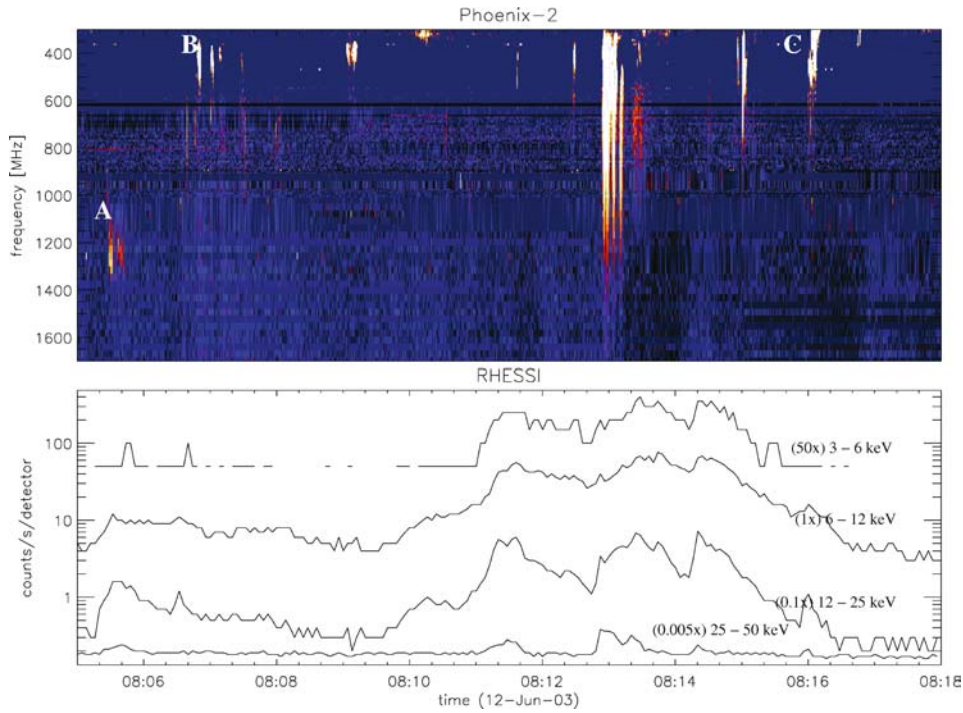 Phoenix-2
B
C
A
400
600
800
1000
1200
1400
1600
frequency [MHz]
RHESSI
100
10
1
counts/s/detector
(50x) 3 – 6 keV
(1x) 6 – 12 keV
(0.1x) 12 – 25 keV
(0.005x) 25 – 50 keV
08:06 08:08 08:10 08:12 08:14 08:16 08:18
time (12-Jun-03)